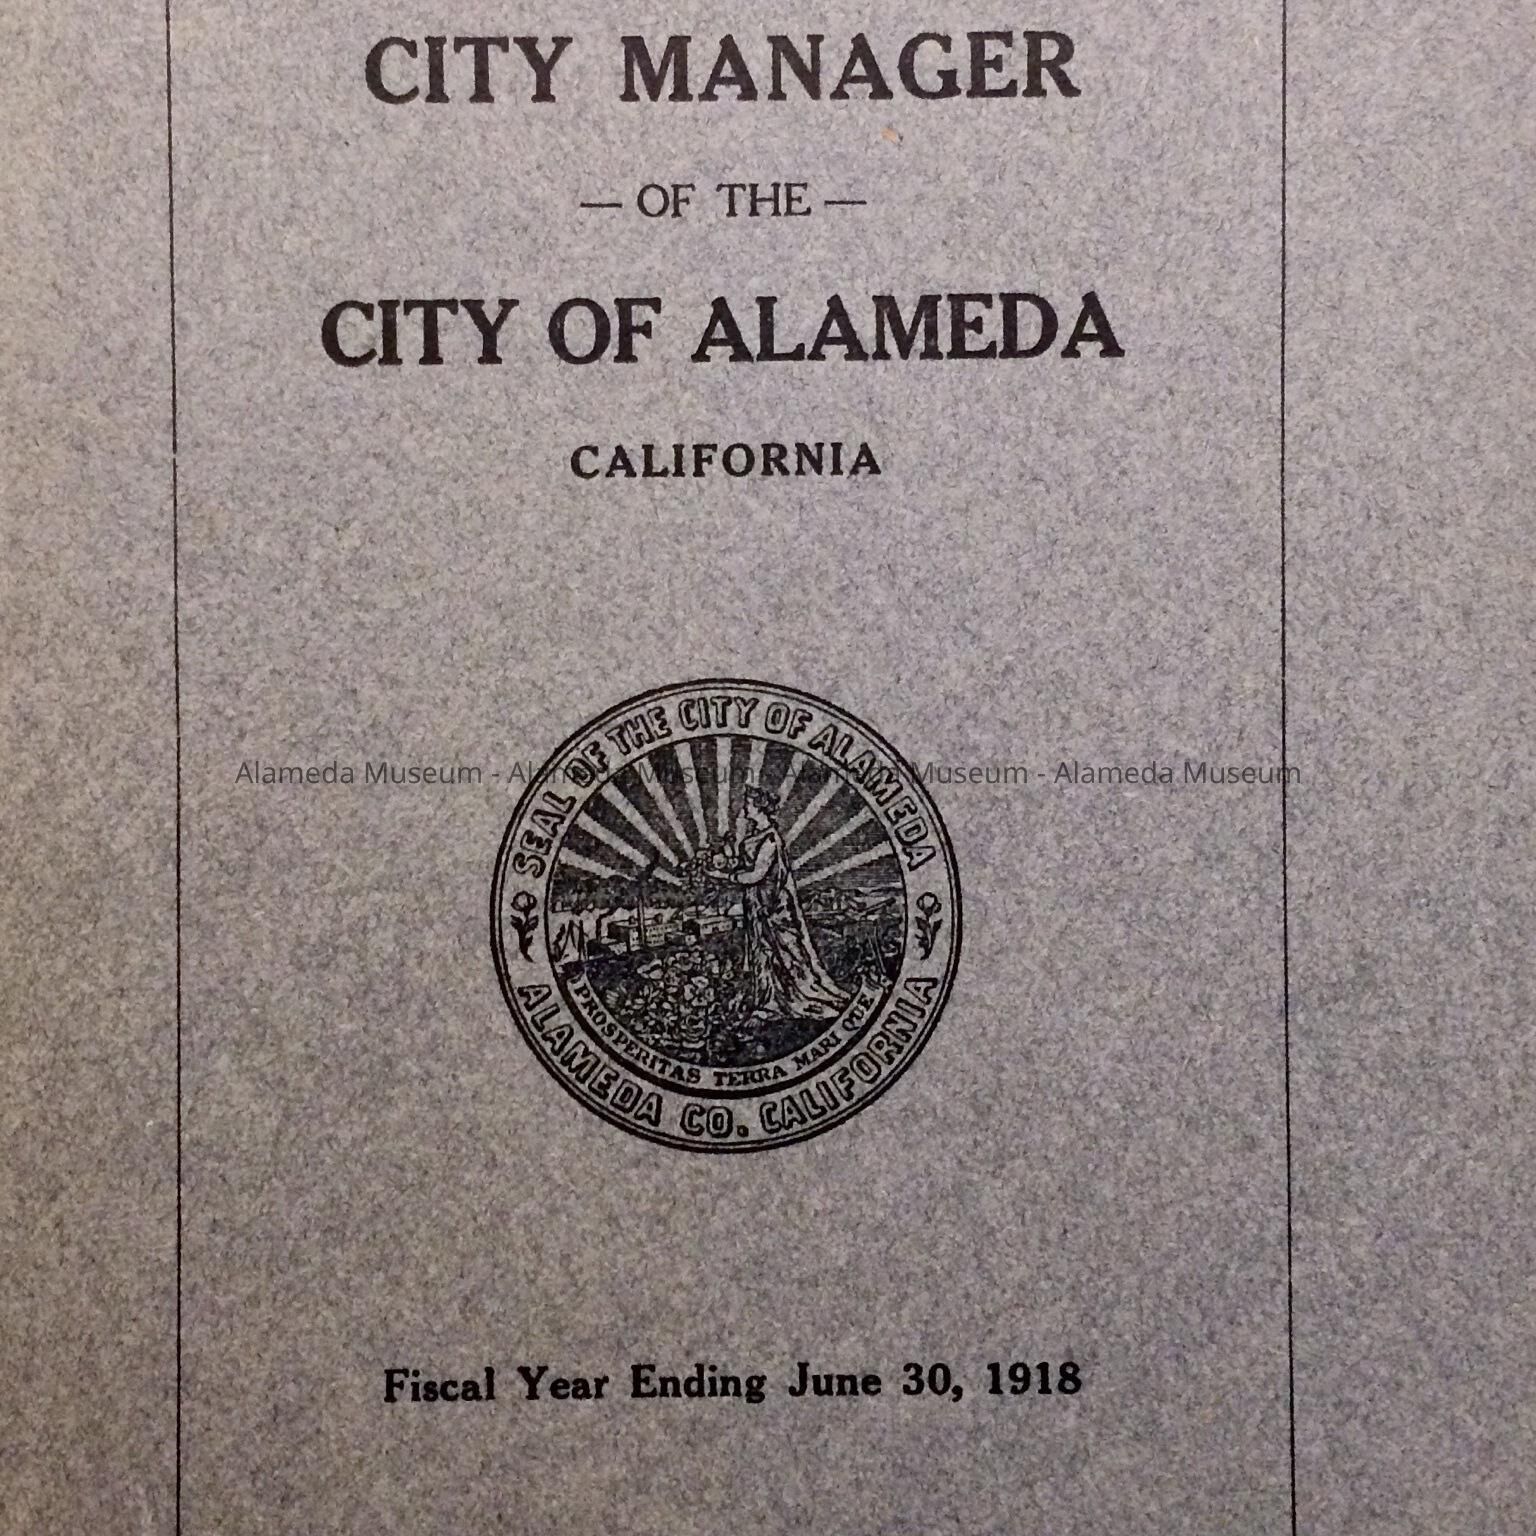 CITY MANAGER
— OF THE —
CITY OF ALAMEDA
CALIFORNIA
SEAL OF THE CITY OF ALAMEDA
Alameda Museum - Alameda Museum - Alameda Museum - Alameda Museum
PROSPERITAS TERRA MARI QUE
ALAMEDA CO. CALIFORNIA
Fiscal Year Ending June 30, 1918